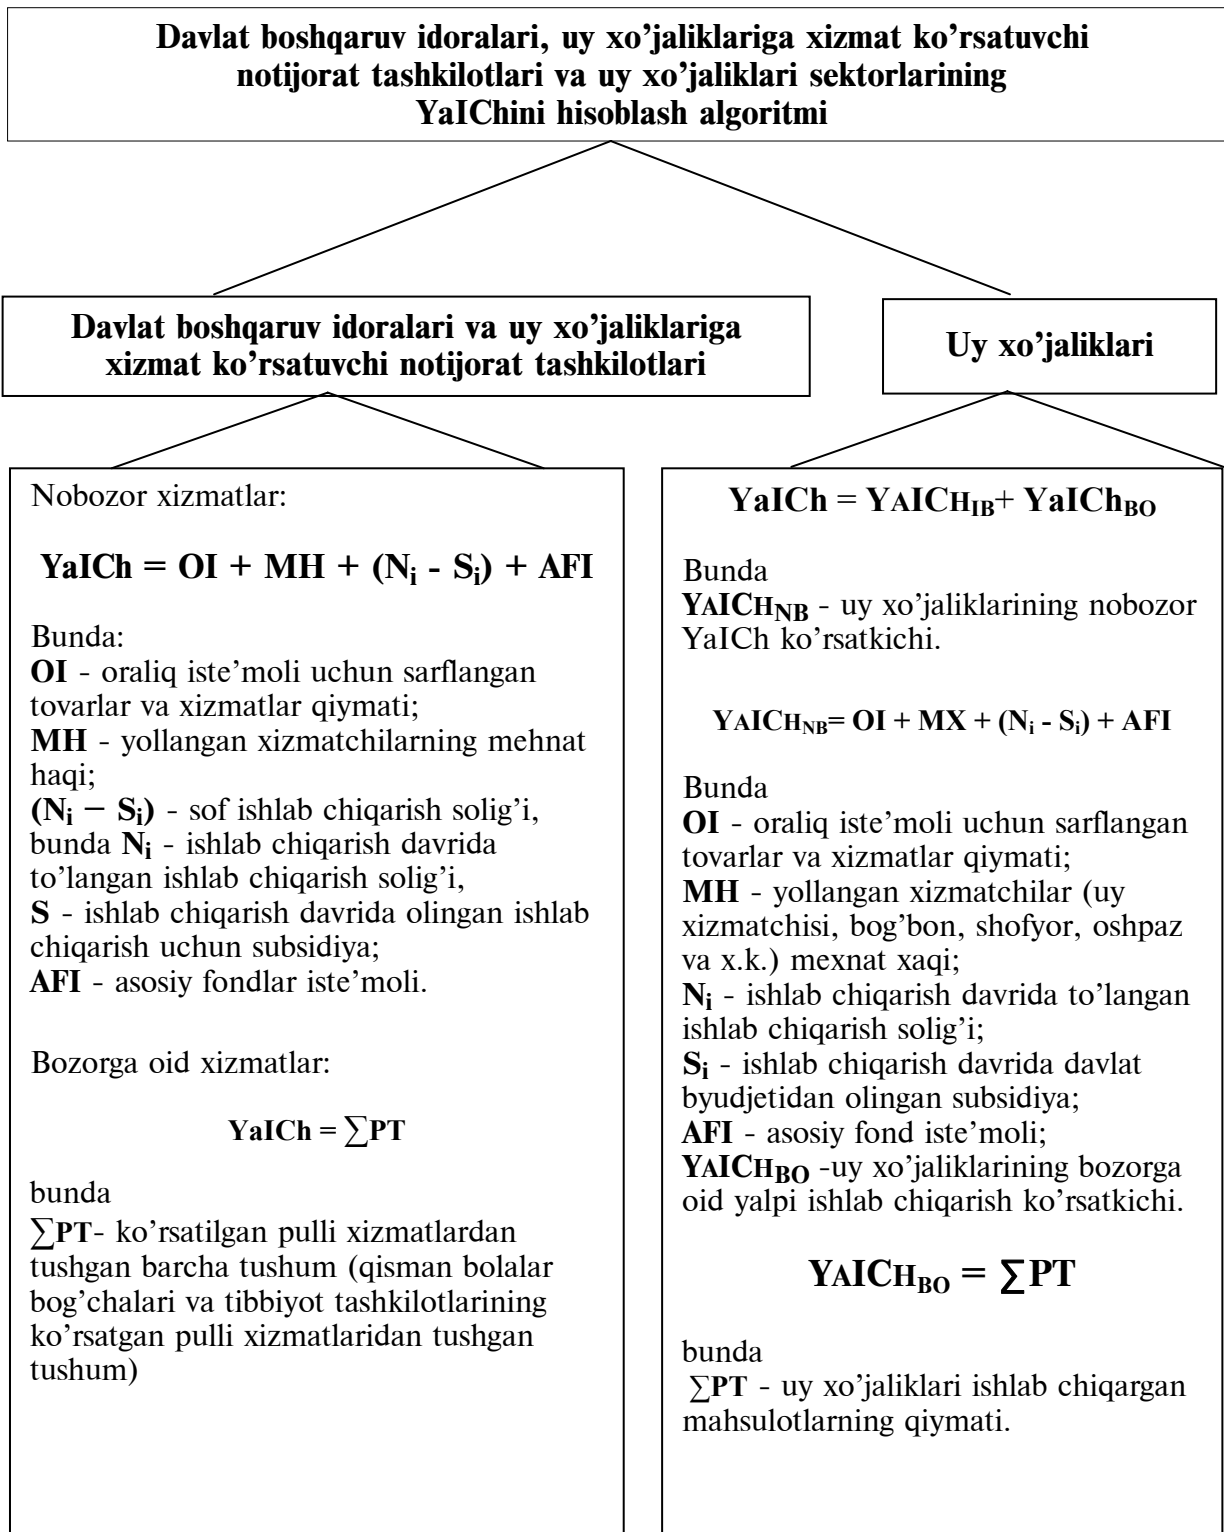 Davlat boshqaruv idoralari, uy xo’jaliklariga xizmat ko’rsatuvchi
notijorat tashkilotlari va uy xo’jaliklari sektorlarining
YaIChini hisoblash algoritmi
Davlat boshqaruv idoralari va uy xo’jaliklariga
xizmat ko’rsatuvchi notijorat tashkilotlari
Nobozor xizmatlar:
YaICh = OI + MH + (Nᵢ - Sᵢ) + AFI
Bunda:
OI - oraliq iste’moli uchun sarflangan
tovarlar va xizmatlar qiymati;
MH - yollangan xizmatchilarning mehnat
haqi;
(Nᵢ − Sᵢ) - sof ishlab chiqarish solig’i,
bunda Nᵢ - ishlab chiqarish davrida
to’langan ishlab chiqarish solig’i,
S - ishlab chiqarish davrida olingan ishlab
chiqarish uchun subsidiya;
AFI - asosiy fondlar iste’moli.
Bozorga oid xizmatlar:
YaICh = ∑PT
bunda
∑PT- ko’rsatilgan pulli xizmatlardan
tushgan barcha tushum (qisman bolalar
bog’chalari va tibbiyot tashkilotlarining
ko’rsatgan pulli xizmatlaridan tushgan
tushum)
Uy xo’jaliklari
YaICh = YAICHIB+ YaIChBO
Bunda
YAICHNB - uy xo’jaliklarining nobozor
YaICh ko’rsatkichi.
YAICHNB= OI + MX + (Nᵢ - Sᵢ) + AFI
Bunda
OI - oraliq iste’moli uchun sarflangan
tovarlar va xizmatlar qiymati;
MH - yollangan xizmatchilar (uy
xizmatchisi, bog’bon, shofyor, oshpaz
va x.k.) mexnat xaqi;
Nᵢ - ishlab chiqarish davrida to’langan
ishlab chiqarish solig’i;
Sᵢ - ishlab chiqarish davrida davlat
byudjetidan olingan subsidiya;
AFI - asosiy fond iste’moli;
YAICHBO -uy xo’jaliklarining bozorga
oid yalpi ishlab chiqarish ko’rsatkichi.
YAICHBO = ∑PT
bunda
∑PT - uy xo’jaliklari ishlab chiqargan
mahsulotlarning qiymati.